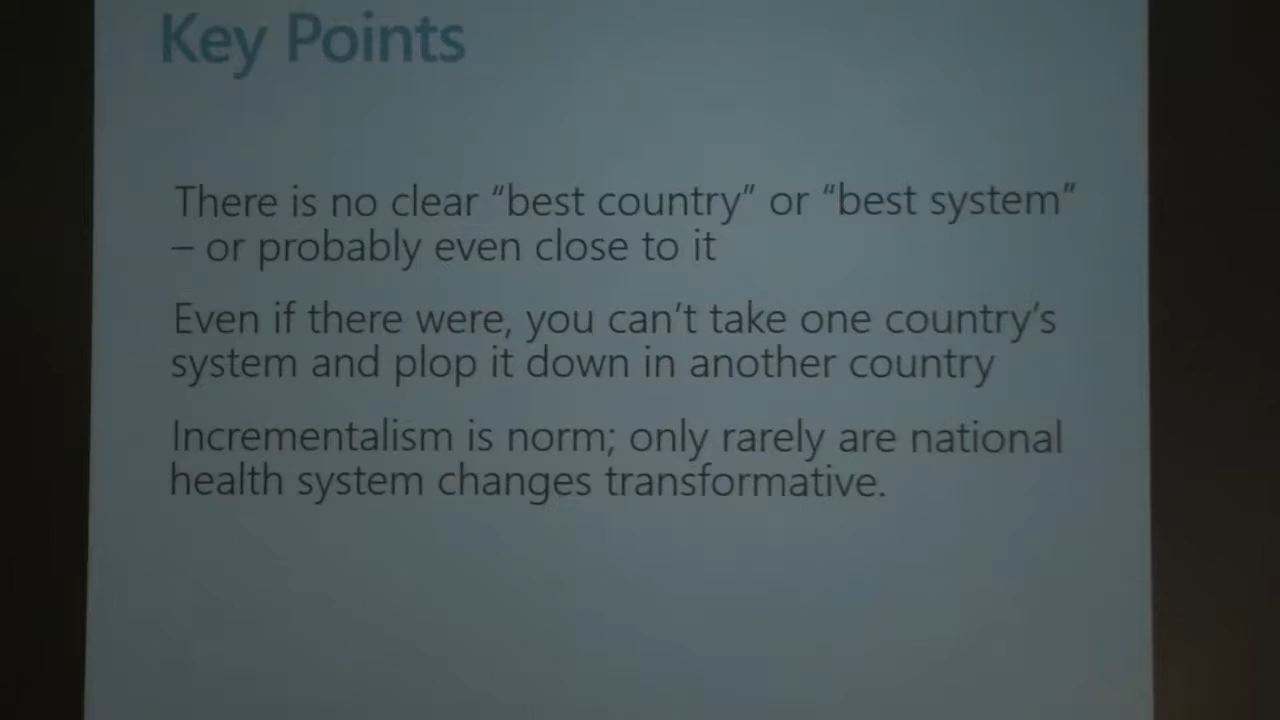 Key Points
There is no clear “best country” or “best system”
– or probably even close to it
Even if there were, you can’t take one country’s
system and plop it down in another country
Incrementalism is norm; only rarely are national
health system changes transformative.